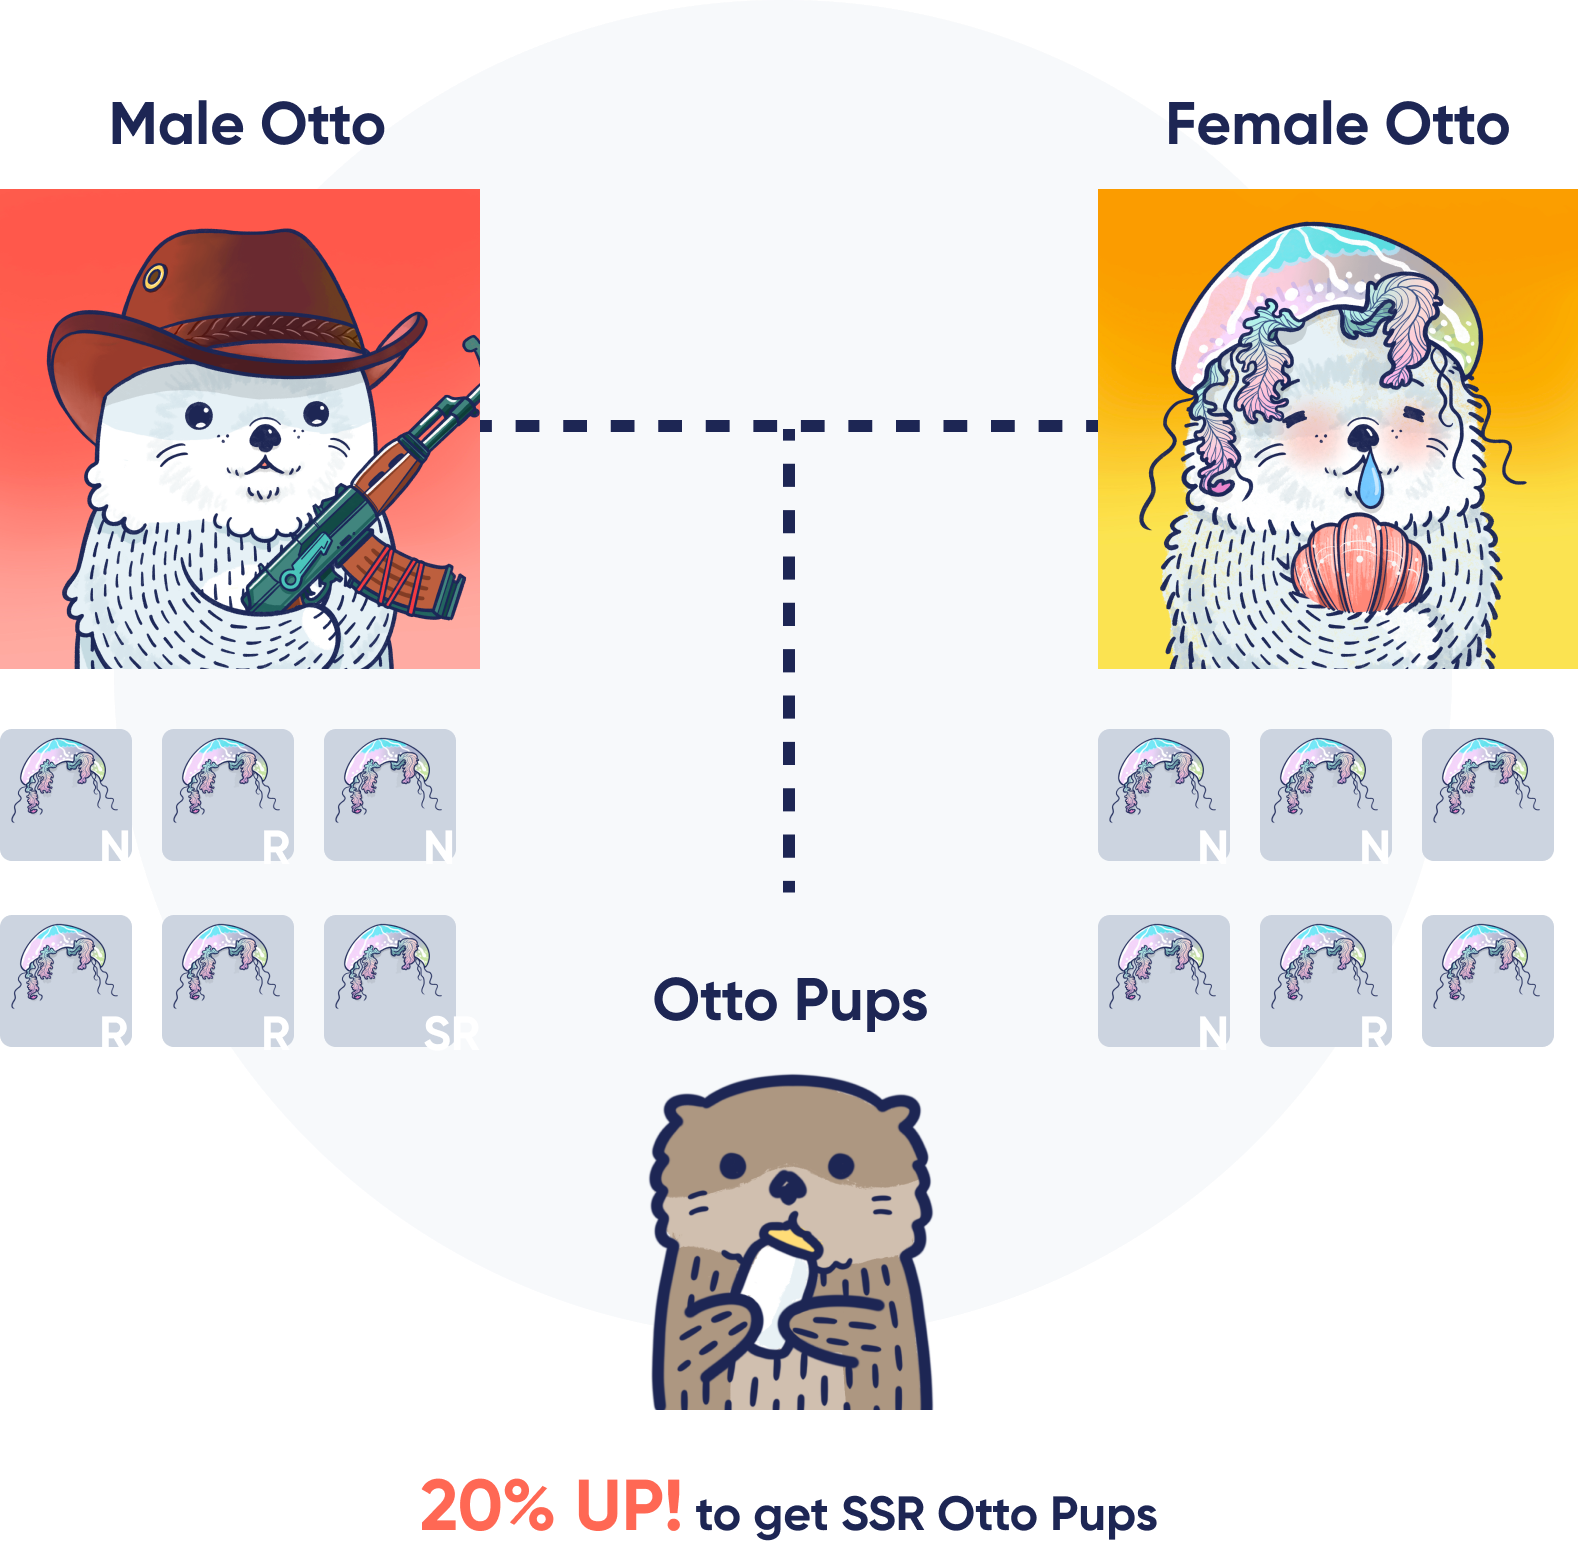 Male Otto
Female Otto
N R N
N N
R R SR
N R
Otto Pups
20% UP! to get SSR Otto Pups